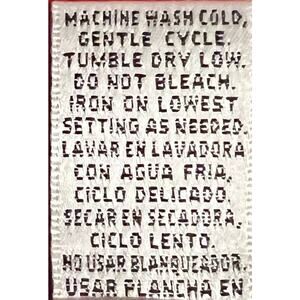 MACHINE WASH COLD,
GENTLE CYCLE.
TUMBLE DRY LOW.
DO NOT BLEACH.
IRON ON LOWEST
SETTING AS NEEDED.
LAVAR EN LAVADORA
CON AGUA FRIA,
CICLO DELICADO.
SECAR EN SECADORA,
CICLO LENTO.
NO USAR BLANQUEADOR.
USAR PLANCHA EN